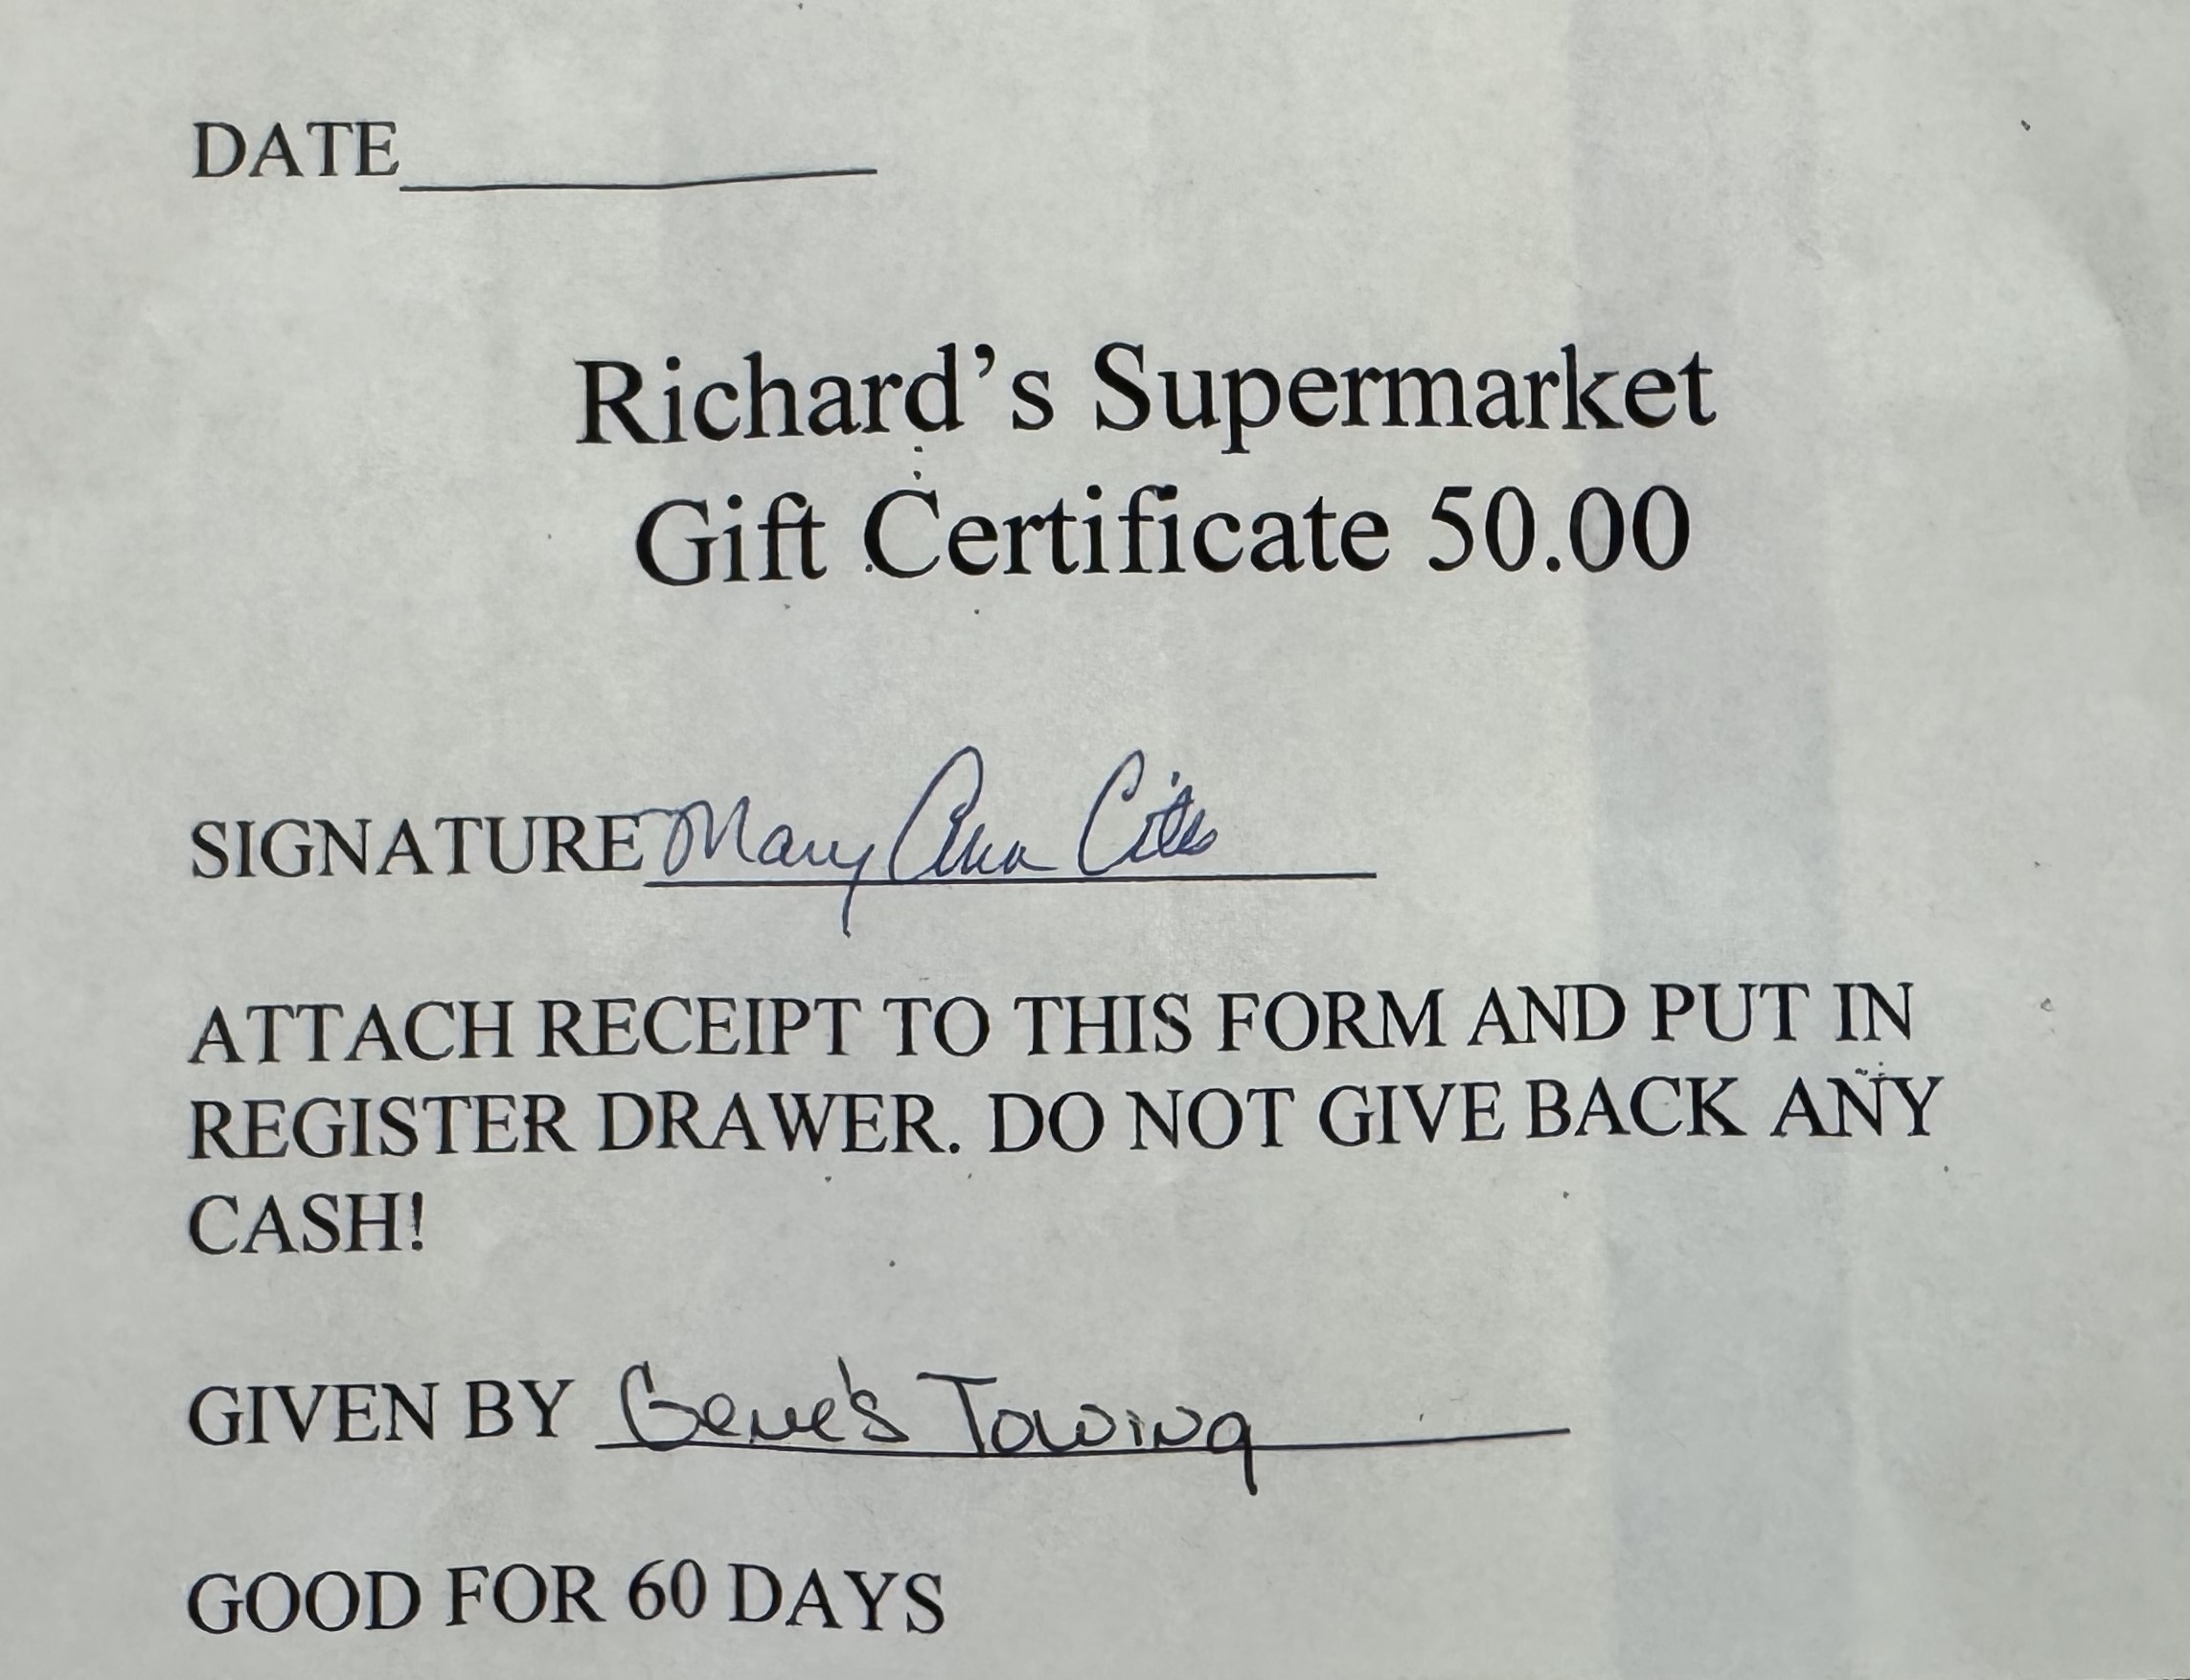 DATE
Richard's Supermarket
Gift Certificate 50.00
SIGNATURE Mary Ann
ATTACH RECEIPT TO THIS FORM AND PUT IN
REGISTER DRAWER. DO NOT GIVE BACK ANY
CASH!
GIVEN BY Gene's Towing
GOOD FOR 60 DAYS